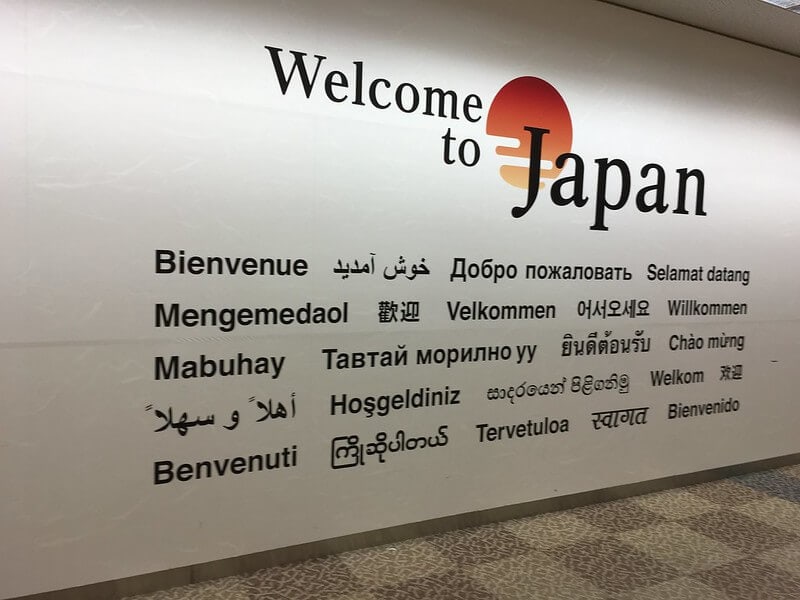 Welcome
to Japan
Bienvenue خوش آمدید Добро пожаловать Selamat datang
Mengemedaol 歡迎 Velkommen 어서오세요 Willkommen
Mabuhay Тавтай морилно уу ยินดีต้อนรับ Chào mừng
أهلاً و سهلاً Hoşgeldiniz සාදරයෙන් පිළිගනිමු Welkom 欢迎
Benvenuti ကြိုဆိုပါတယ် Tervetuloa स्वागत Bienvenido